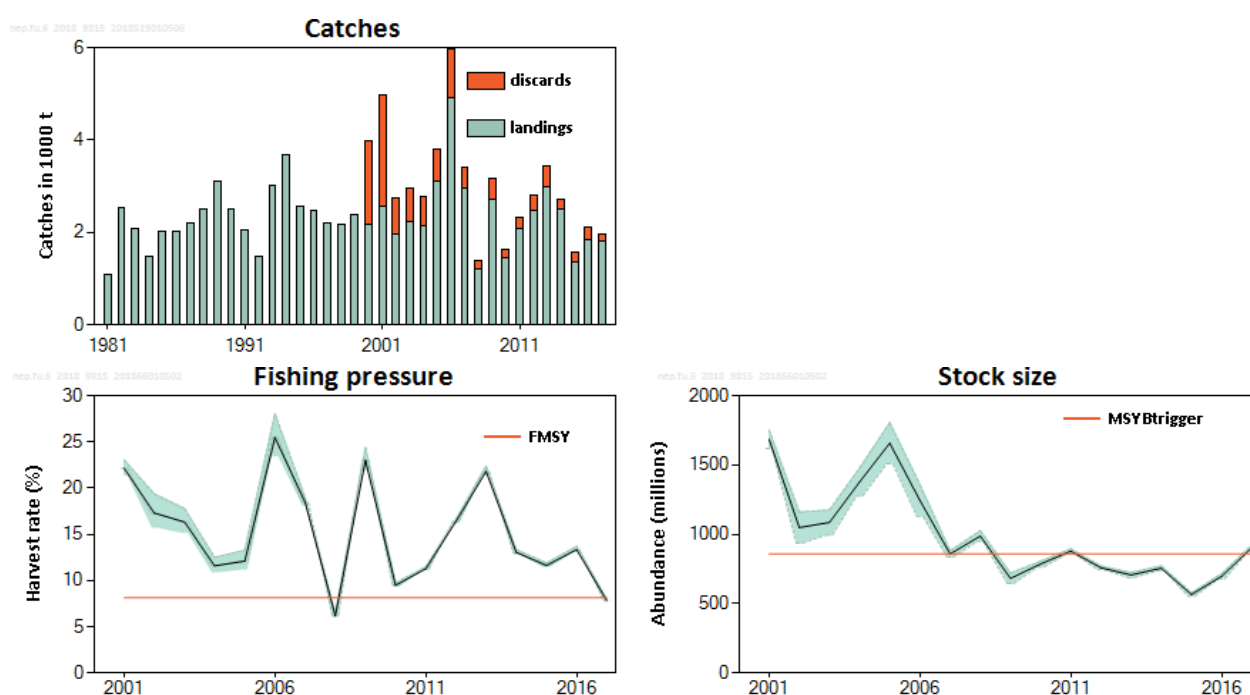 nep.fu.6 2018 9815 2018519010506
Catches
Catches in 1000 t
6
4
2
0
discards
landings
1981
1991
2001
2011
nep.fu.6 2018 9815 201866010502
Fishing pressure
Harvest rate (%)
30
25
20
15
10
5
0
FMSY
2001
2006
2011
2016
nep.fu.6 2018 9815 201866010502
Stock size
Abundance (millions)
2000
1500
1000
500
0
MSYBtrigger
2001
2006
2011
2016